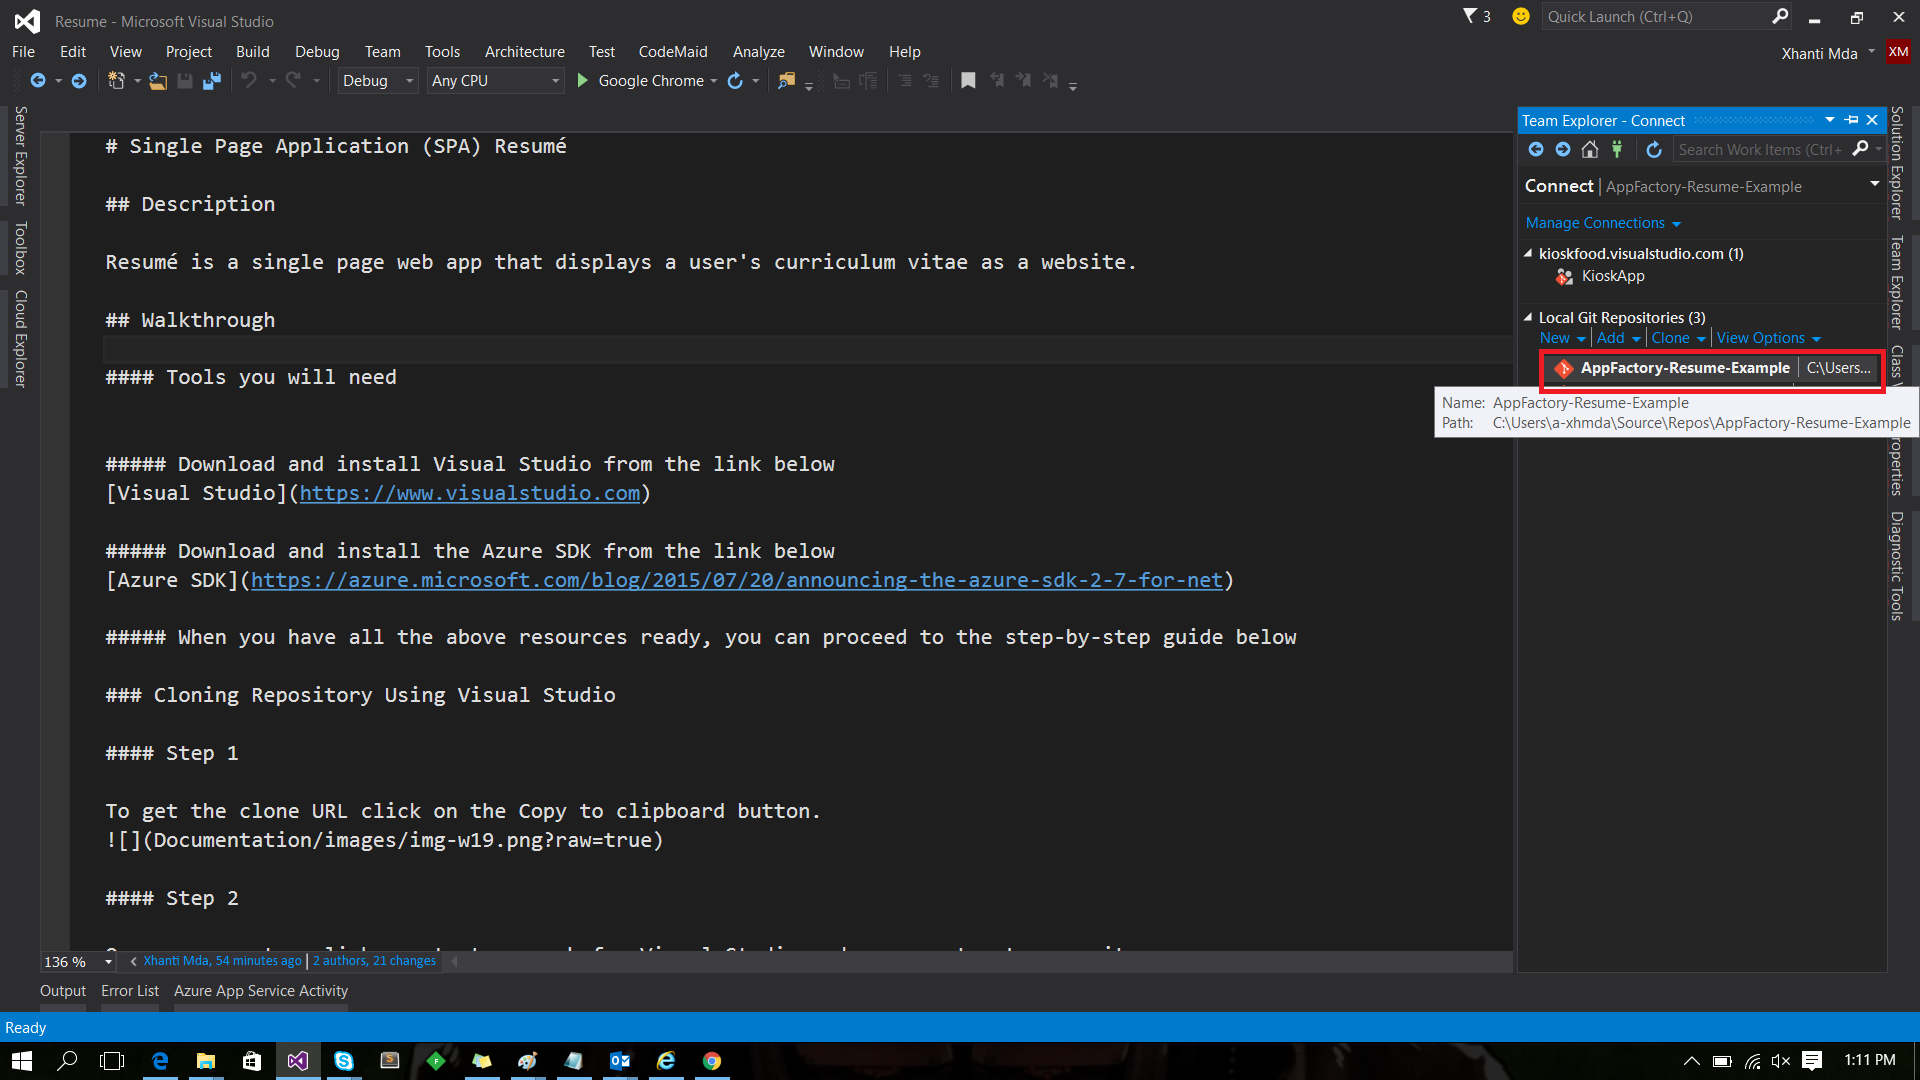 Resume - Microsoft Visual Studio
3
Quick Launch (Ctrl+Q)
File Edit View Project Build Debug Team Tools Architecture Test CodeMaid Analyze Window Help
Xhanti Mda XM
Debug Any CPU Google Chrome
Server Explorer
Toolbox
Cloud Explorer
# Single Page Application (SPA) Resumé
## Description
Resumé is a single page web app that displays a user's curriculum vitae as a website.
## Walkthrough
#### Tools you will need
##### Download and install Visual Studio from the link below
[Visual Studio](https://www.visualstudio.com)
##### Download and install the Azure SDK from the link below
[Azure SDK](https://azure.microsoft.com/blog/2015/07/20/announcing-the-azure-sdk-2-7-for-net)
##### When you have all the above resources ready, you can proceed to the step-by-step guide below
### Cloning Repository Using Visual Studio
#### Step 1
To get the clone URL click on the Copy to clipboard button.
![](Documentation/images/img-w19.png?raw=true)
#### Step 2
136 %
Xhanti Mda, 54 minutes ago | 2 authors, 21 changes
Team Explorer - Connect
Search Work Items (Ctrl+
Connect | AppFactory-Resume-Example
Manage Connections
kioskfood.visualstudio.com (1)
KioskApp
Local Git Repositories (3)
New Add Clone View Options
AppFactory-Resume-Example C:\Users...
Name: AppFactory-Resume-Example
Path: C:\Users\a-xhmda\Source\Repos\AppFactory-Resume-Example
Solution Explorer
Team Explorer
Class V
roperties
Diagnostic Tools
Output Error List Azure App Service Activity
Ready
1:11 PM